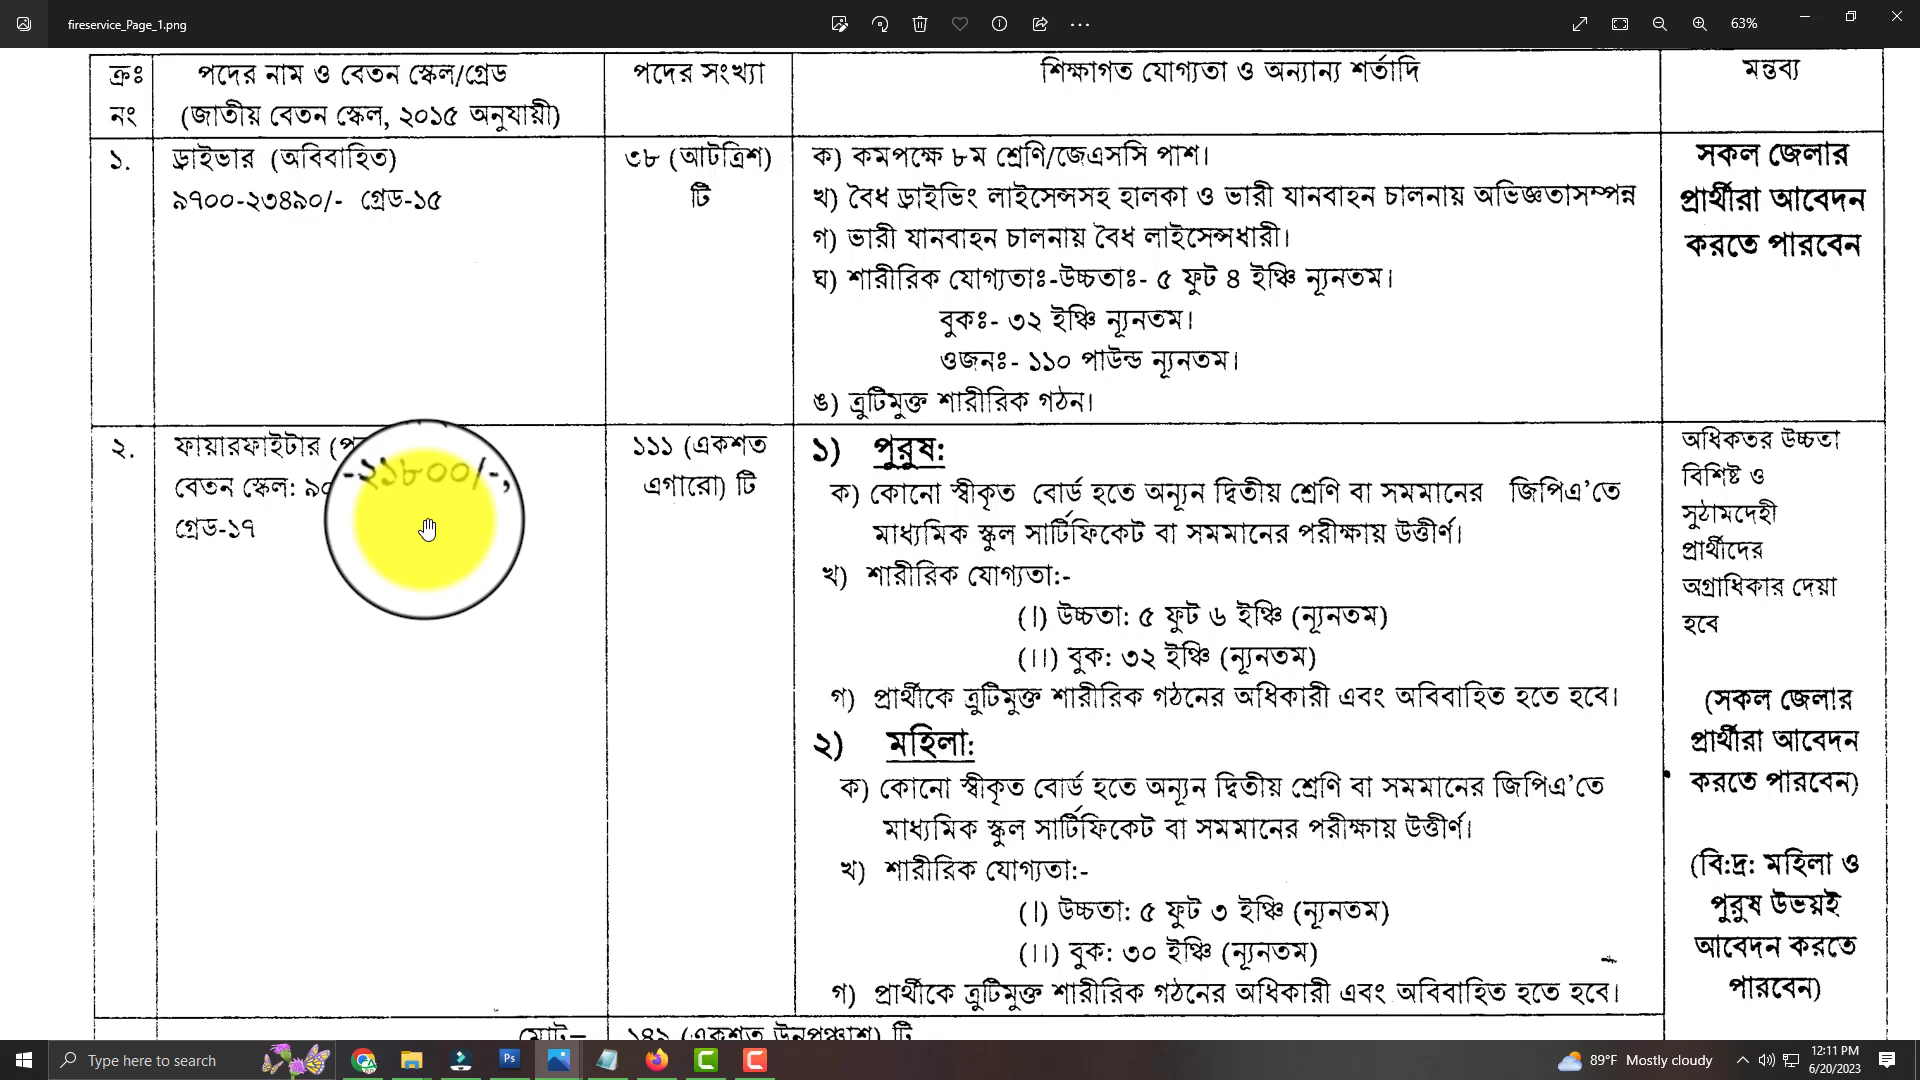 fireservice_Page_1.png
63%
ক্রঃ নং
পদের নাম ও বেতন স্কেল/গ্রেড
(জাতীয় বেতন স্কেল, ২০১৫ অনুযায়ী)
পদের সংখ্যা
শিক্ষাগত যোগ্যতা ও অন্যান্য শর্তাদি
মন্তব্য
১.
ড্রাইভার (অবিবাহিত)
৯৭০০-২৩৪৯০/- গ্রেড-১৫
৩৮ (আটত্রিশ)
টি
ক) কমপক্ষে ৮ম শ্রেণি/জেএসসি পাশ।
খ) বৈধ ড্রাইভিং লাইসেন্সসহ হালকা ও ভারী যানবাহন চালনায় অভিজ্ঞতাসম্পন্ন
গ) ভারী যানবাহন চালনায় বৈধ লাইসেন্সধারী।
ঘ) শারীরিক যোগ্যতাঃ-উচ্চতাঃ- ৫ ফুট ৪ ইঞ্চি ন্যূনতম।
বুকঃ- ৩২ ইঞ্চি ন্যূনতম।
ওজনঃ- ১১০ পাউন্ড ন্যূনতম।
ঙ) ত্রুটিমুক্ত শারীরিক গঠন।
সকল জেলার
প্রার্থীরা আবেদন
করতে পারবেন
২.
ফায়ারফাইটার
বেতন স্কেল: -২১৮০০/-,
গ্রেড-১৭
১১১ (একশত
এগারো) টি
১) পুরুষ:
ক) কোনো স্বীকৃত বোর্ড হতে অন্যূন দ্বিতীয় শ্রেণি বা সমমানের জিপিএ’তে
মাধ্যমিক স্কুল সার্টিফিকেট বা সমমানের পরীক্ষায় উত্তীর্ণ।
খ) শারীরিক যোগ্যতা:-
(।) উচ্চতা: ৫ ফুট ৬ ইঞ্চি (ন্যূনতম)
(।।) বুক: ৩২ ইঞ্চি (ন্যূনতম)
গ) প্রার্থীকে ত্রুটিমুক্ত শারীরিক গঠনের অধিকারী এবং অবিবাহিত হতে হবে।
২) মহিলা:
ক) কোনো স্বীকৃত বোর্ড হতে অন্যূন দ্বিতীয় শ্রেণি বা সমমানের জিপিএ’তে
মাধ্যমিক স্কুল সার্টিফিকেট বা সমমানের পরীক্ষায় উত্তীর্ণ।
খ) শারীরিক যোগ্যতা:-
(।) উচ্চতা: ৫ ফুট ৩ ইঞ্চি (ন্যূনতম)
(।।) বুক: ৩০ ইঞ্চি (ন্যূনতম)
গ) প্রার্থীকে ত্রুটিমুক্ত শারীরিক গঠনের অধিকারী এবং অবিবাহিত হতে হবে।
অধিকতর উচ্চতা
বিশিষ্ট ও
সুঠামদেহী
প্রার্থীদের
অগ্রাধিকার দেয়া
হবে
(সকল জেলার
প্রার্থীরা আবেদন
করতে পারবেন)
(বি:দ্র: মহিলা ও
পুরুষ উভয়ই
আবেদন করতে
পারবেন)
মোট= ১৪৯ (একশত উনপঞ্চাশ) টি
Type here to search
Ps
89°F Mostly cloudy
12:11 PM
6/20/2023